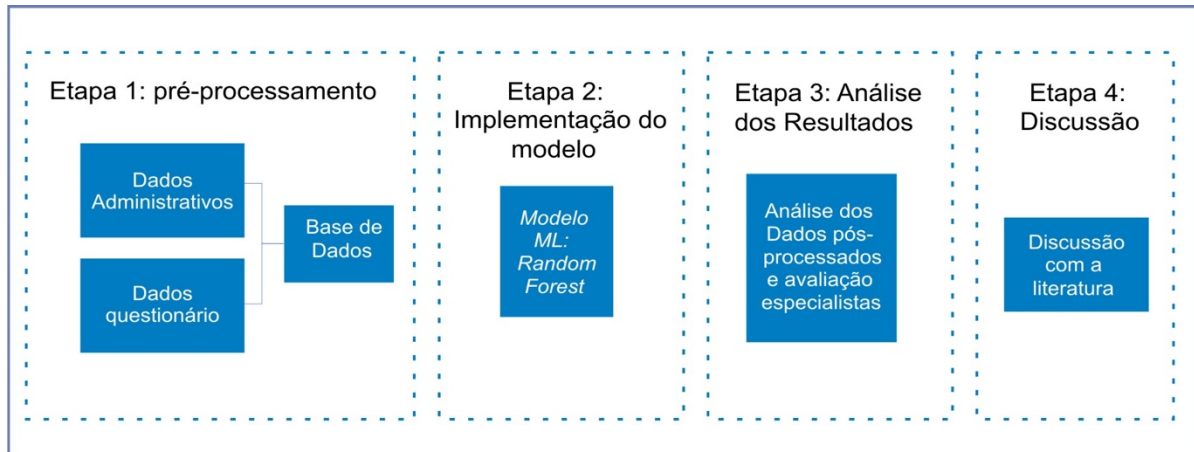 Etapa 1: pré-processamento
Dados
Administrativos
Dados
questionário
Base de
Dados
Etapa 2:
Implementação do
modelo
Modelo
ML:
Random
Forest
Etapa 3: Análise
dos Resultados
Análise dos
Dados pós-
processados
e avaliação
especialistas
Etapa 4:
Discussão
Discussão
com a
literatura